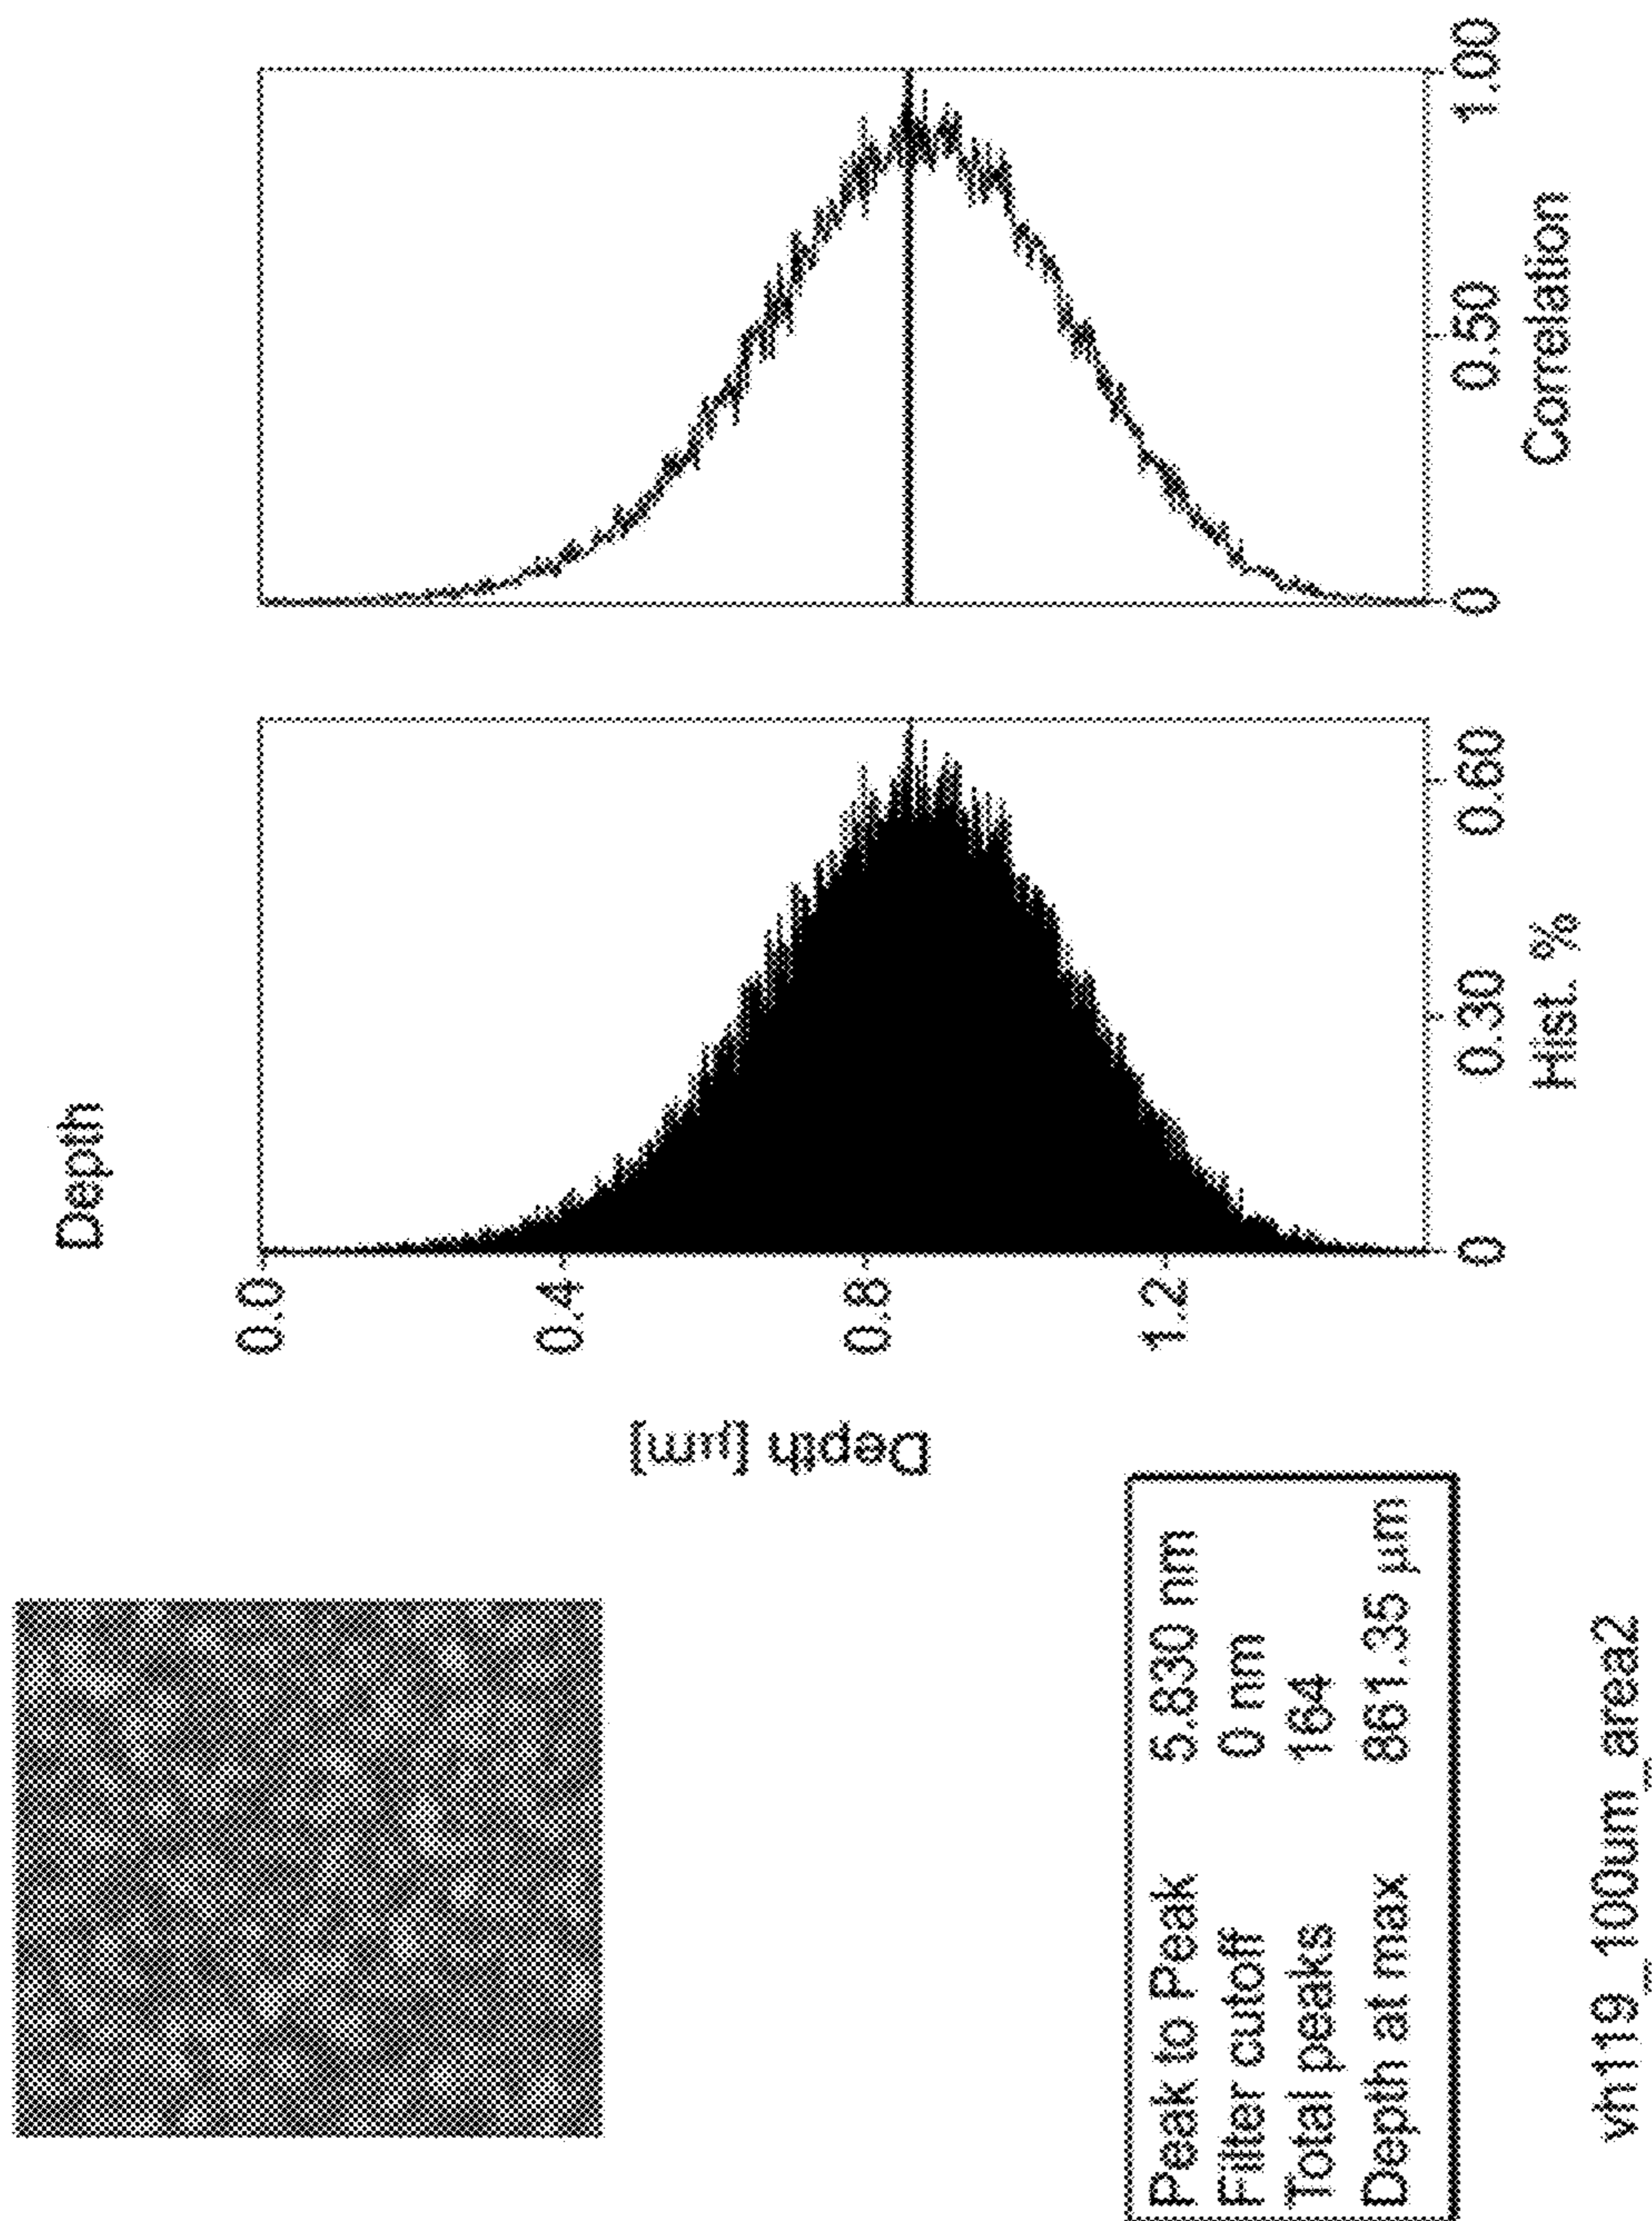 Depth
Depth [µm]
0.0
0.4
0.8
1.2
0
0.30
0.60
Hist. %
0
0.50
1.00
Correlation
Peak to Peak 5.830 nm
Filter cutoff 0 nm
Total peaks 164
Depth at max 861.35 µm
vh119_100um_area2